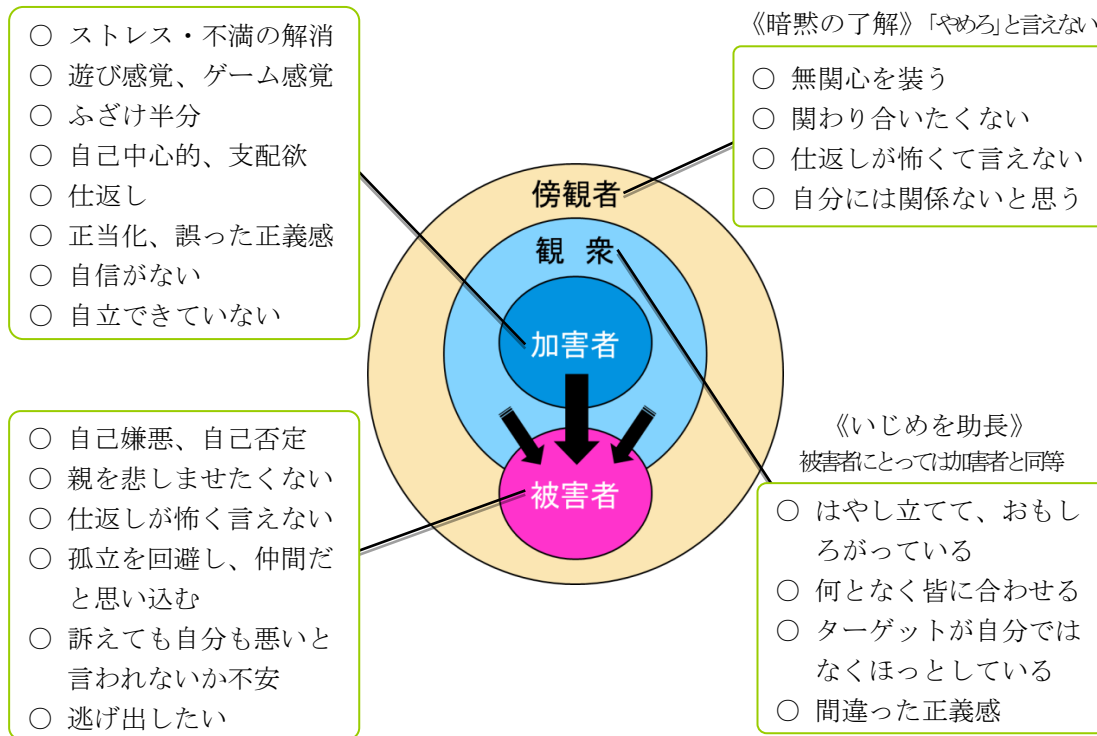 ○ ストレス・不満の解消
○ 遊び感覚、ゲーム感覚
○ ふざけ半分
○ 自己中心的、支配欲
○ 仕返し
○ 正当化、誤った正義感
○ 自信がない
○ 自立できていない
《暗黙の了解》「やめろ」と言えない
○ 無関心を装う
○ 関わり合いたくない
○ 仕返しが怖くて言えない
○ 自分には関係ないと思う
傍観者
観 衆
加害者
被害者
○ 自己嫌悪、自己否定
○ 親を悲しませたくない
○ 仕返しが怖く言えない
○ 孤立を回避し、仲間だ
と思い込む
○ 訴えても自分も悪いと
言われないか不安
○ 逃げ出したい
《いじめを助長》
被害者にとっては加害者と同等
○ はやし立てて、おもし
ろがっている
○ 何となく皆に合わせる
○ ターゲットが自分では
なくほっとしている
○ 間違った正義感